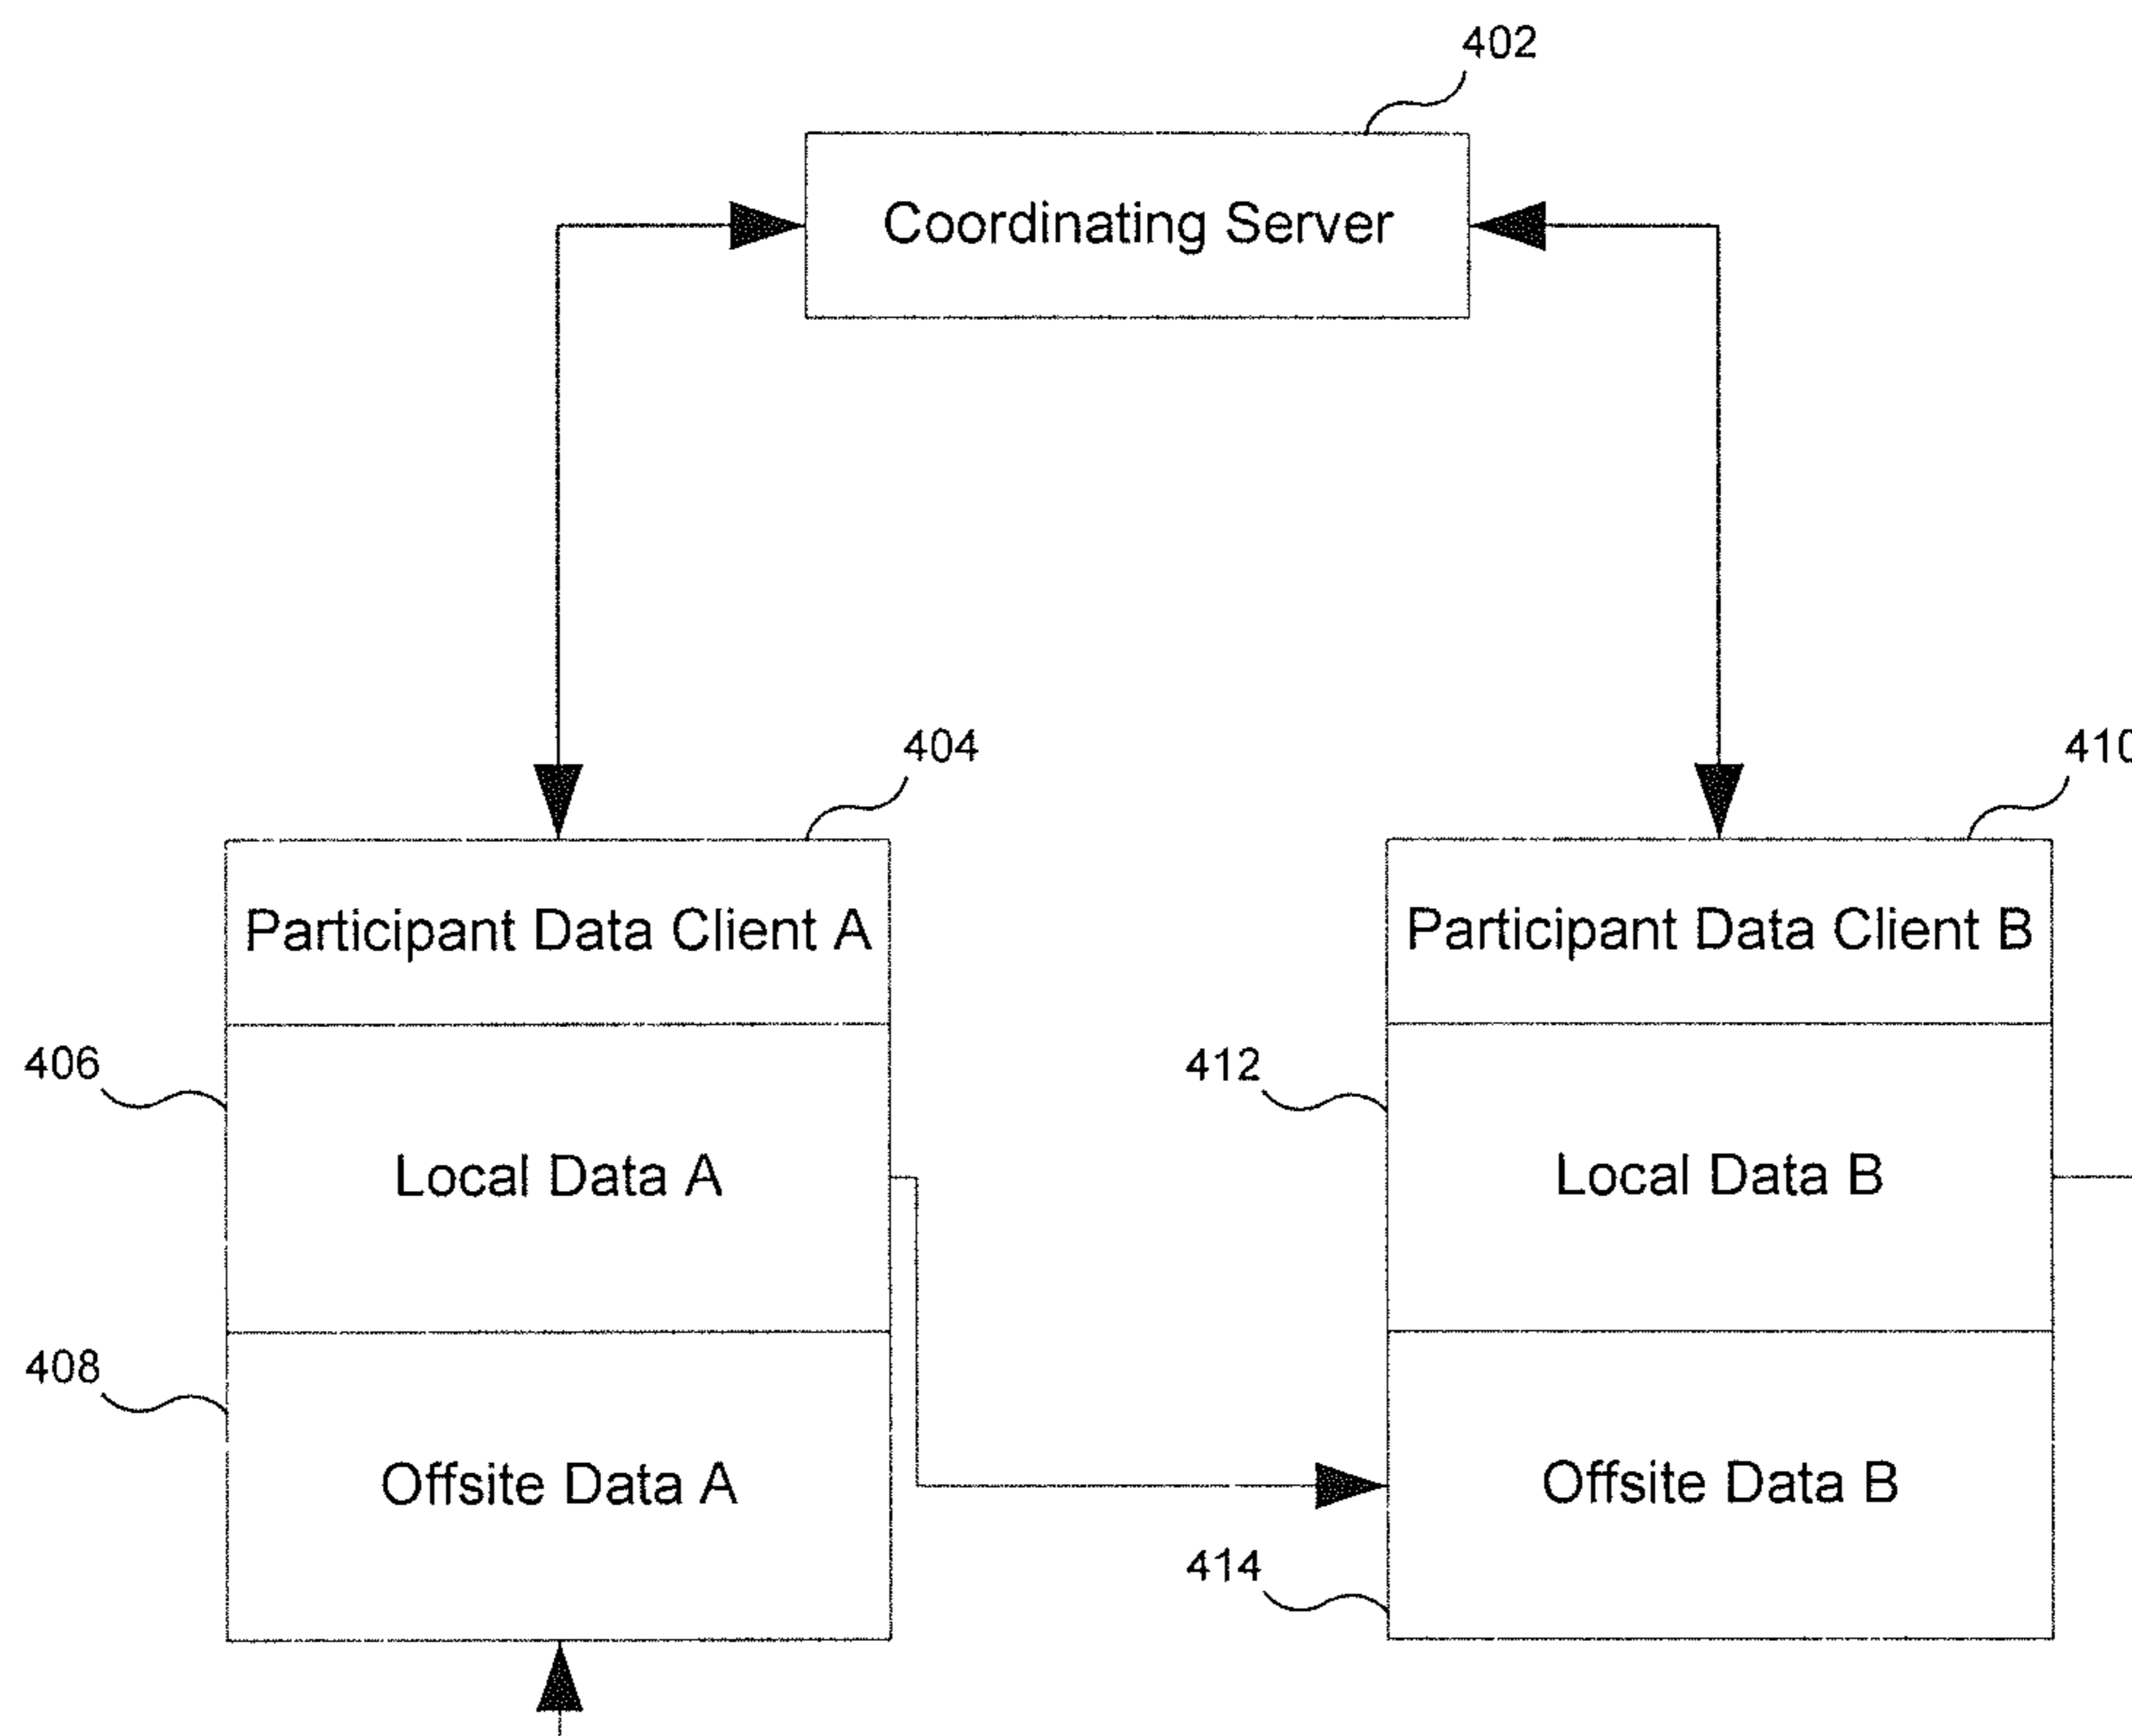 402
Coordinating Server
404
410
Participant Data Client A
Participant Data Client B
406
412
Local Data A
Local Data B
408
Offsite Data A
Offsite Data B
414